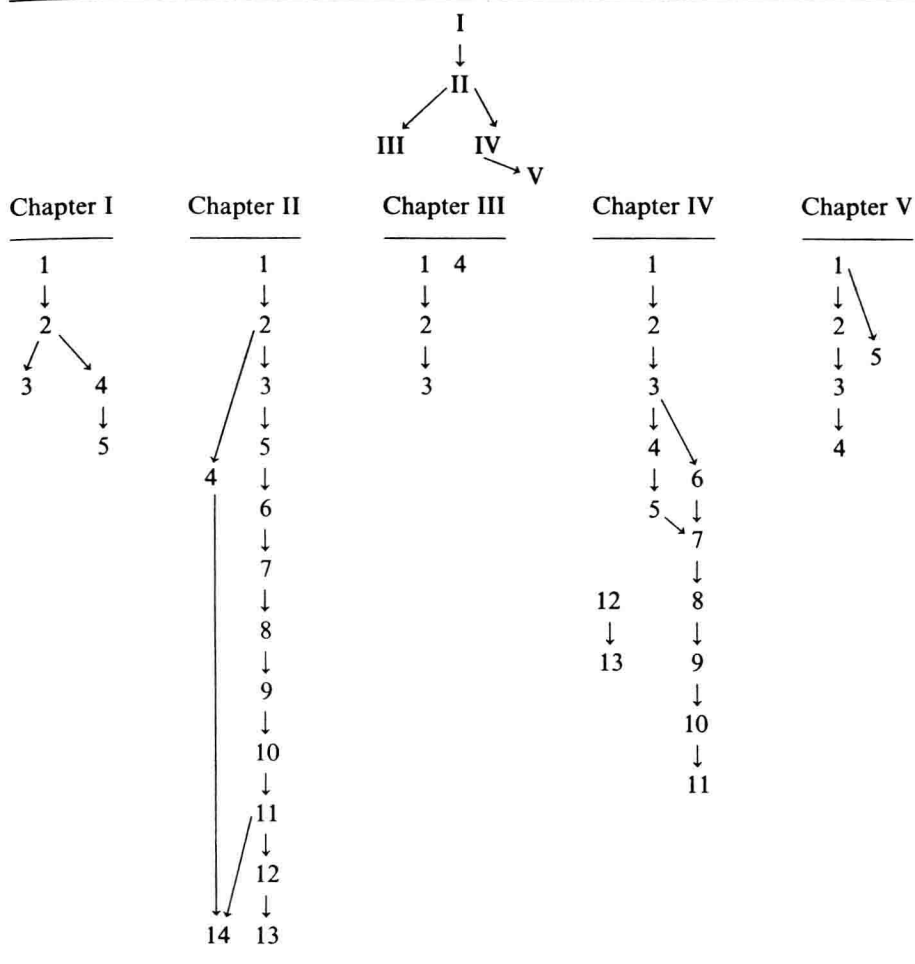 I
↓
II
III IV
V
Chapter I Chapter II Chapter III Chapter IV Chapter V
1 1 1 4 1 1
↓ ↓ ↓ ↓ ↓
2 2 2 2 2
5
↓ ↓ ↓ ↓
3 4 3 3 3 3
↓ ↓ ↓ ↓
5 5 4 4
4 ↓ ↓ 6
6 5 ↓
↓ 7
7 ↓
↓ 12 8
8 ↓ ↓
↓ 13 9
9 ↓
↓ 10
10 ↓
↓ 11
11
↓
12
↓
14 13